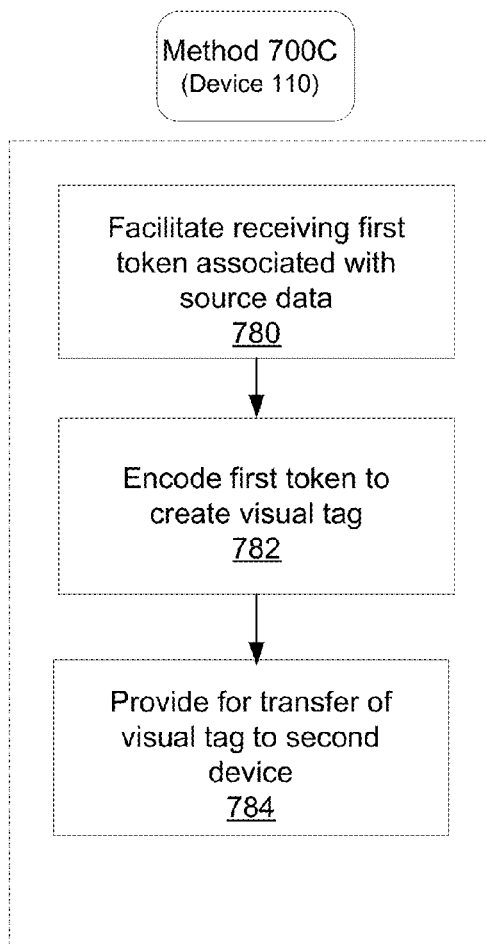 Method 700C
(Device 110)
Facilitate receiving first
token associated with
source data
780
Encode first token to
create visual tag
782
Provide for transfer of
visual tag to second
device
784